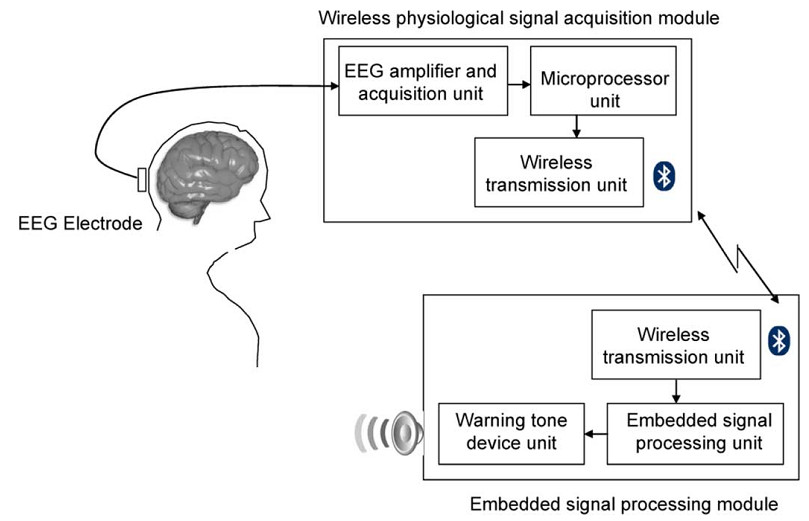 Wireless physiological signal acquisition module
EEG amplifier and
acquisition unit
Microprocessor
unit
Wireless
transmission unit
EEG Electrode
Wireless
transmission unit
Warning tone
device unit
Embedded signal
processing unit
Embedded signal processing module